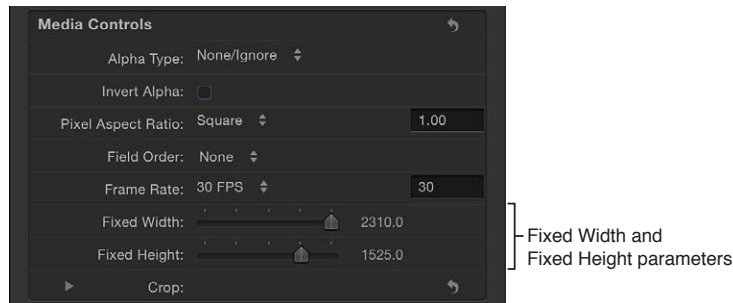 Media Controls
Alpha Type: None/Ignore
Invert Alpha:
Pixel Aspect Ratio: Square 1.00
Field Order: None
Frame Rate: 30 FPS 30
Fixed Width: 2310.0
Fixed Height: 1525.0
Crop:
Fixed Width and
Fixed Height parameters